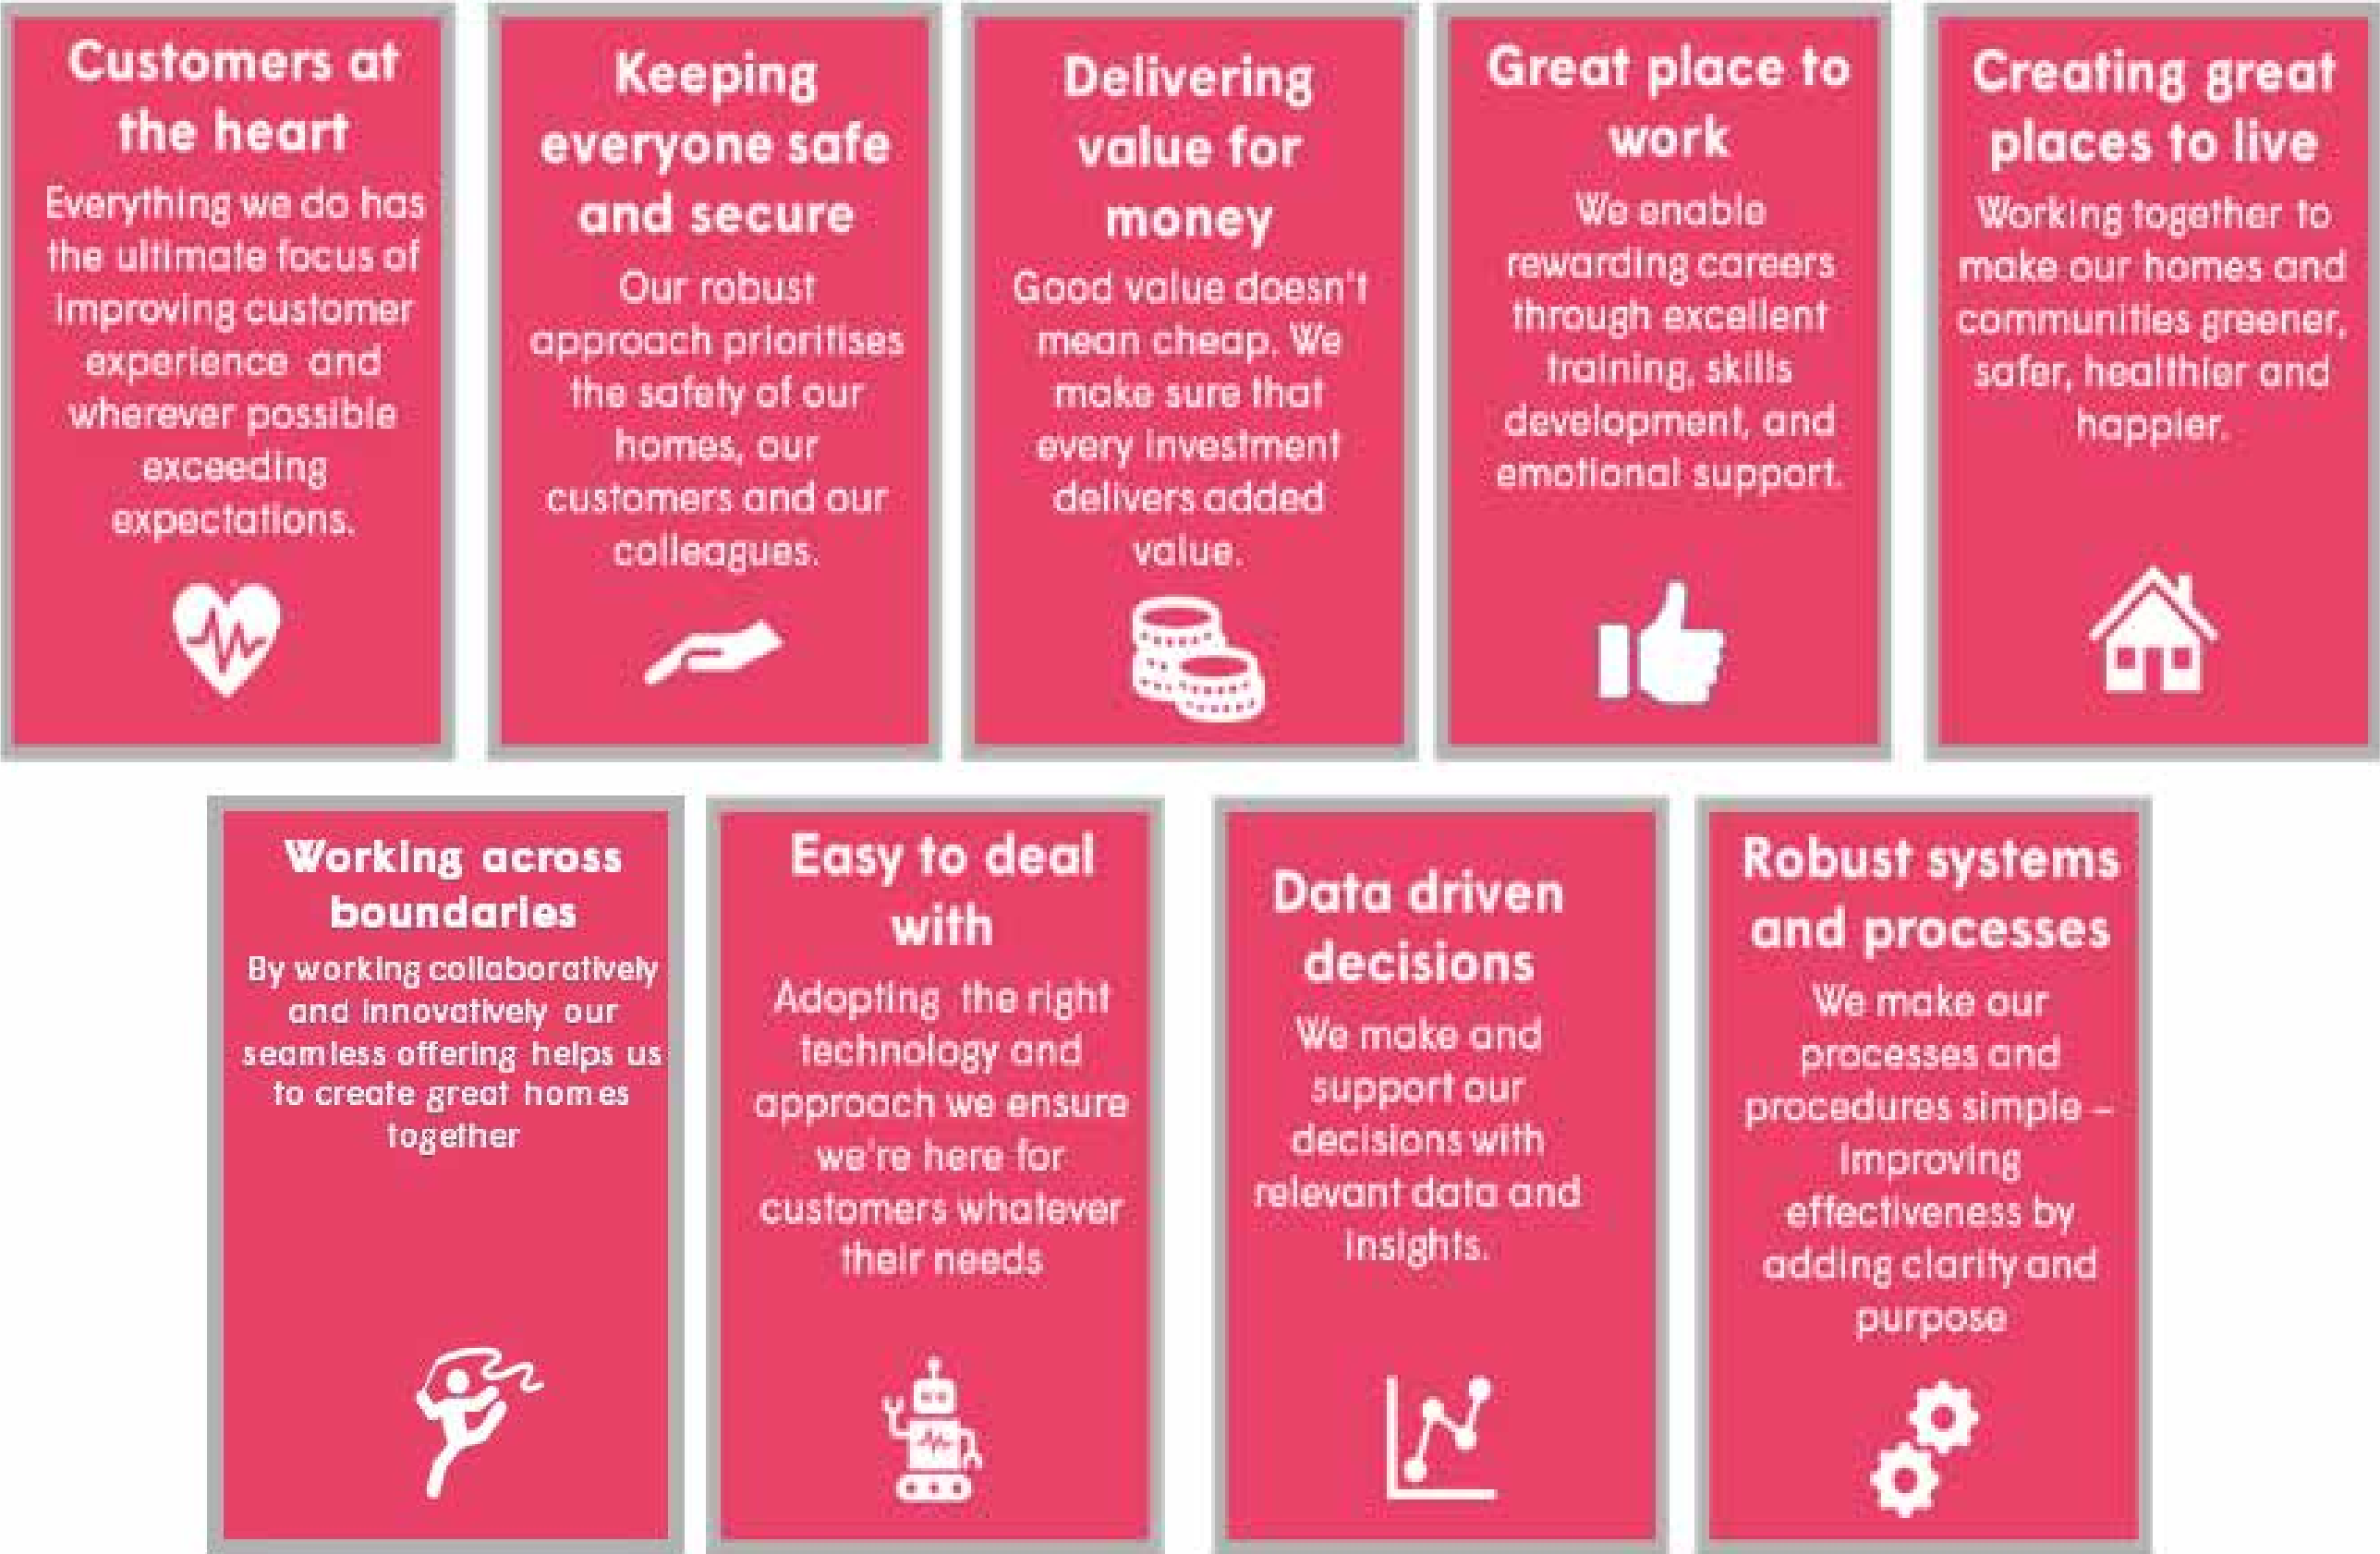 Customers at
the heart
Everything we do has
the ultimate focus of
improving customer
experience and
wherever possible
exceeding
expectations.
Keeping
everyone safe
and secure
Our robust
approach prioritises
the safety of our
homes, our
customers and our
colleagues.
Delivering
value for
money
Good value doesn't
mean cheap. We
make sure that
every investment
delivers added
value.
Great place to
work
We enable
rewarding careers
through excellent
training, skills
development, and
emotional support.
Creating great
places to live
Working together to
make our homes and
communities greener,
safer, healthier and
happier.
Working across
boundaries
By working collaboratively
and innovatively our
seamless offering helps us
to create great homes
together
Easy to deal
with
Adopting the right
technology and
approach we ensure
we're here for
customers whatever
their needs
Data driven
decisions
We make and
support our
decisions with
relevant data and
insights.
Robust systems
and processes
We make our
processes and
procedures simple –
improving
effectiveness by
adding clarity and
purpose